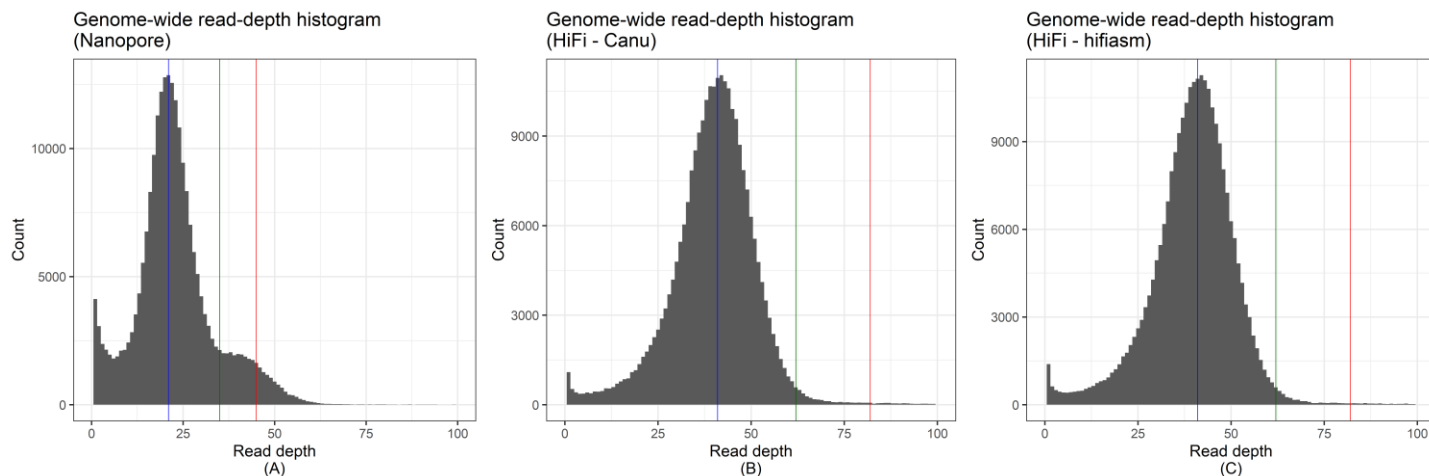 Genome-wide read-depth histogram
(Nanopore)
Count
10000
5000
0
0
25
50
75
100
Read depth
(A)
Genome-wide read-depth histogram
(HiFi - Canu)
Count
9000
6000
3000
0
0
25
50
75
100
Read depth
(B)
Genome-wide read-depth histogram
(HiFi - hifiasm)
Count
9000
6000
3000
0
0
25
50
75
100
Read depth
(C)